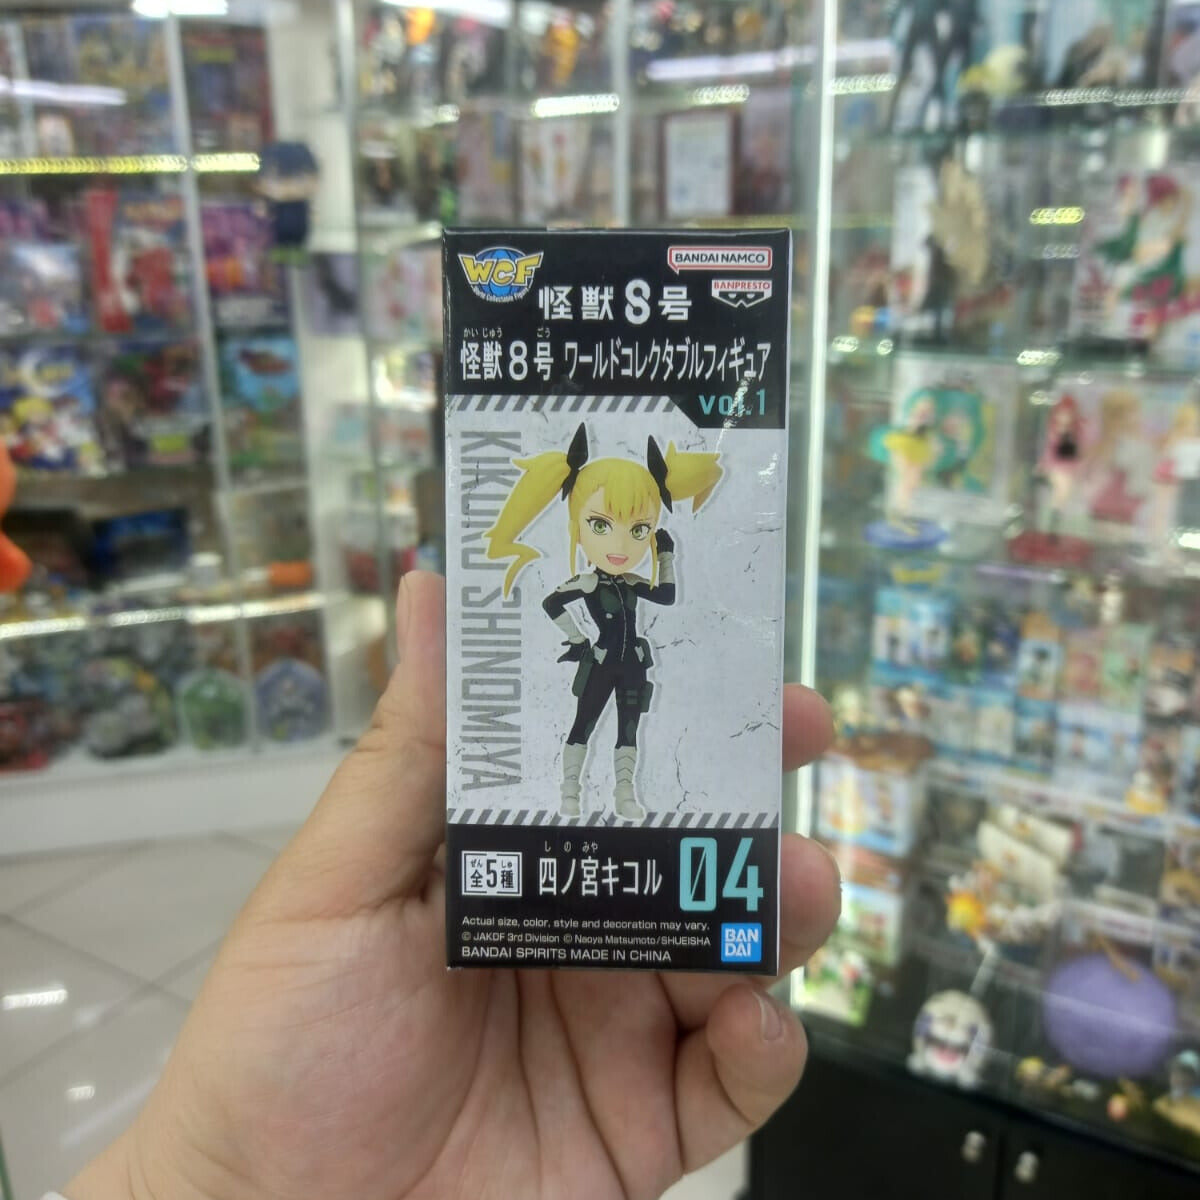 WCF
World Collectable Figure
BANDAI NAMCO
BANPRESTO
怪獣8号
かいじゅう ごう
怪獣8号 ワールドコレクタブルフィギュア
vol.1
KIKORU SHINOMIYA
ぜん しゅ
全5種
し の みや
四ノ宮キコル
04
Actual size, color, style and decoration may vary.
© JAKDF 3rd Division © Naoya Matsumoto/SHUEISHA
BANDAI SPIRITS MADE IN CHINA
BAN
DAI